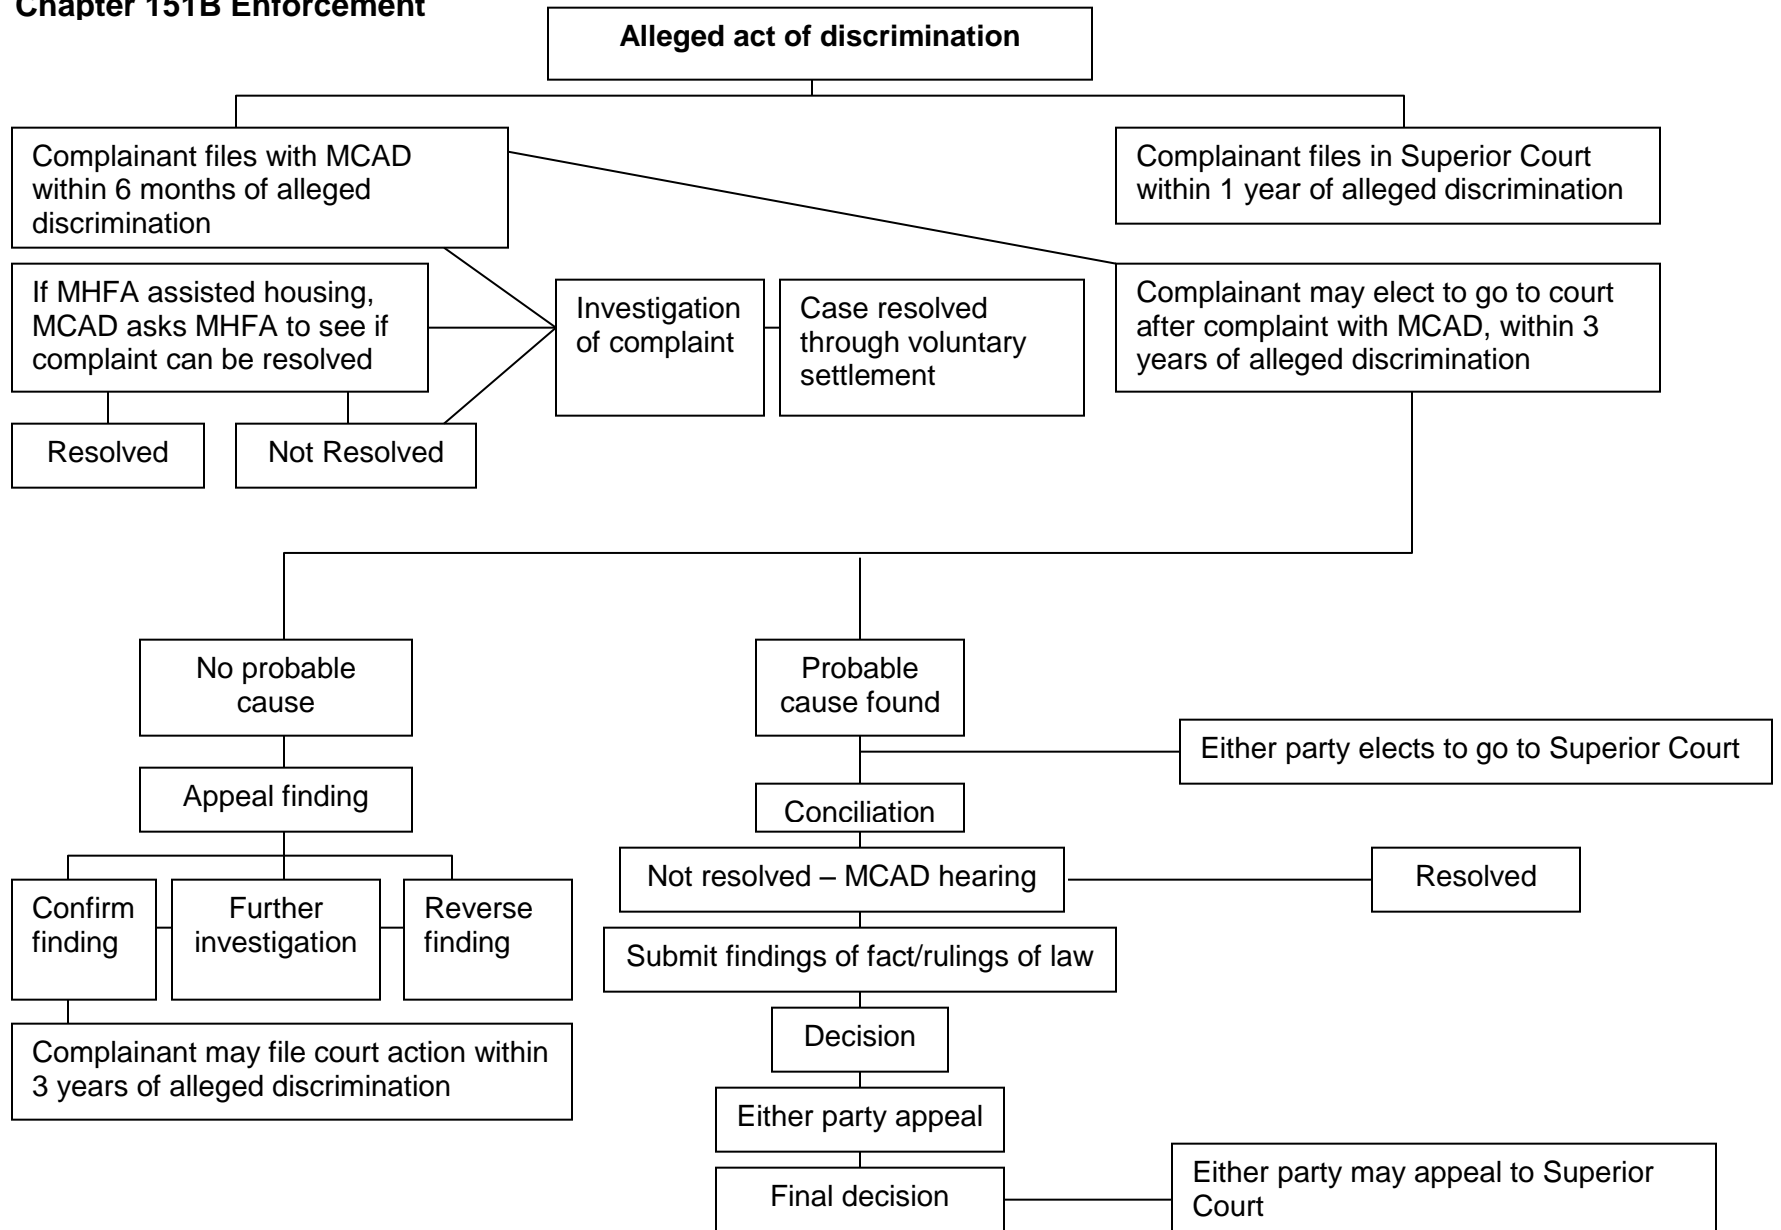 Chapter 151B Enforcement
Alleged act of discrimination
Complainant files with MCAD
within 6 months of alleged
discrimination
Complainant files in Superior Court
within 1 year of alleged discrimination
If MHFA assisted housing,
MCAD asks MHFA to see if
complaint can be resolved
Investigation
of complaint
Case resolved
through voluntary
settlement
Complainant may elect to go to court
after complaint with MCAD, within 3
years of alleged discrimination
Resolved
Not Resolved
No probable
cause
Probable
cause found
Either party elects to go to Superior Court
Appeal finding
Conciliation
Not resolved – MCAD hearing
Resolved
Confirm
finding
Further
investigation
Reverse
finding
Submit findings of fact/rulings of law
Decision
Complainant may file court action within
3 years of alleged discrimination
Either party appeal
Final decision
Either party may appeal to Superior
Court